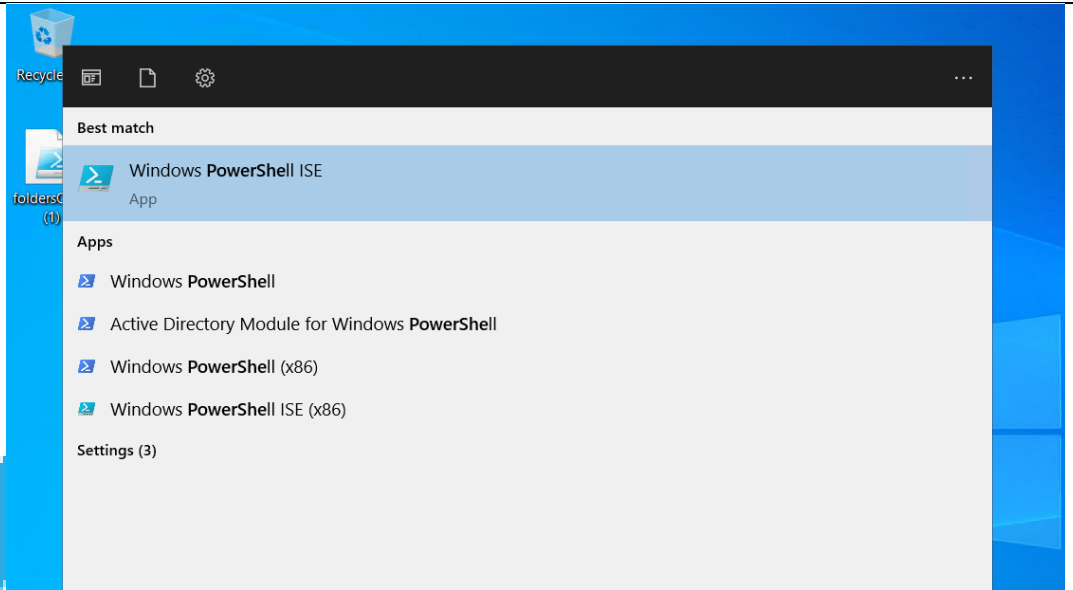 Recycle
foldersC
(1)
Best match
Windows PowerShell ISE
App
Apps
Windows PowerShell
Active Directory Module for Windows PowerShell
Windows PowerShell (x86)
Windows PowerShell ISE (x86)
Settings (3)